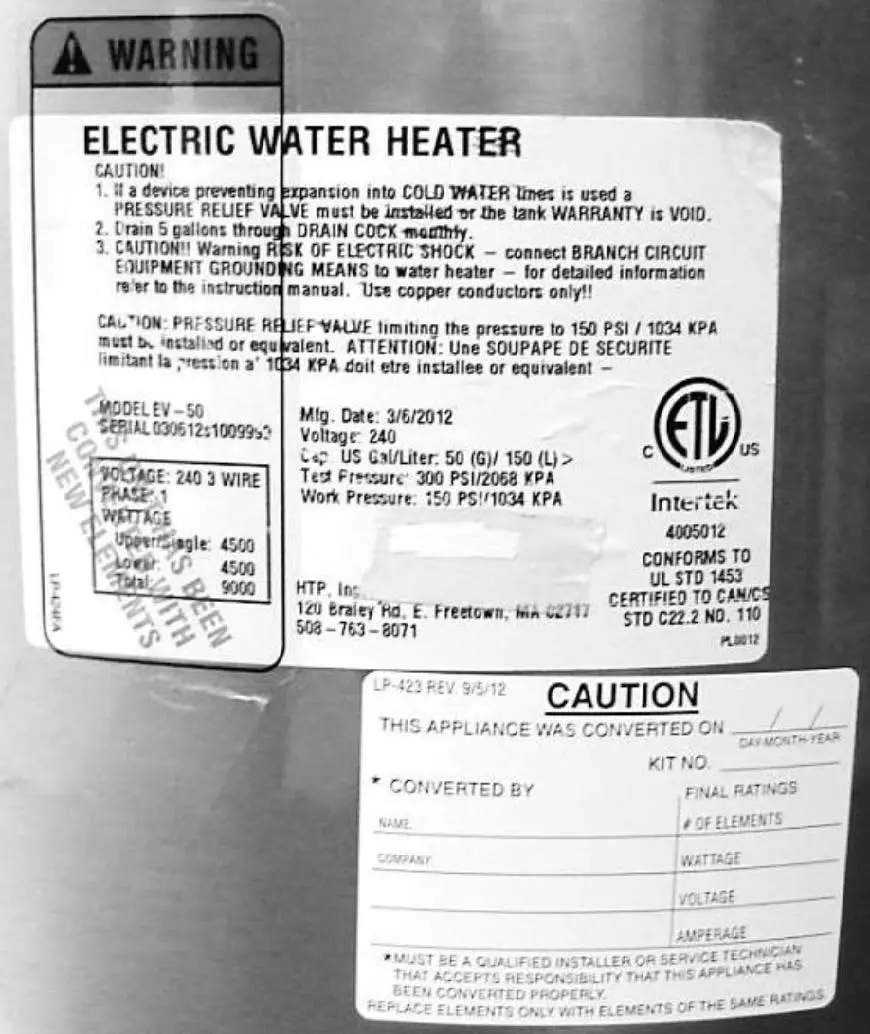 WARNING
ELECTRIC WATER HEATER
CAUTION!
1. If a device preventing expansion into COLD WATER lines is used a
PRESSURE RELIEF VALVE must be installed or the tank WARRANTY is VOID.
2. Drain 5 gallons through DRAIN COCK monthly.
3. CAUTION!! Warning RISK OF ELECTRIC SHOCK – connect BRANCH CIRCUIT
EQUIPMENT GROUNDING MEANS to water heater – for detailed information
refer to the instruction manual. Use copper conductors only!!
CAUTION: PRESSURE RELIEF VALVE limiting the pressure to 150 PSI / 1034 KPA
must be installed or equivalent. ATTENTION: Une SOUPAPE DE SECURITE
limitant la pression a' 1034 KPA doit etre installee or equivalent –
MODEL EV-50
SERIAL
VOLTAGE: 240 3 WIRE
PHASE: 1
WATTAGE
Upper/Single: 4500
Lower: 4500
Total: 9000
THIS HAS BEEN
CONVERTED WITH
NEW ELEMENTS
LP-424FA
Mfg. Date: 3/6/2012
Voltage: 240
Cap. US Gal/Liter: 50 (G)/ 150 (L) >
Test Pressure: 300 PSI/2068 KPA
Work Pressure: 150 PSI/1034 KPA
HTP, Inc
120 Braley Rd, E. Freetown, MA 02717
508-763-8071
C ETL US
LISTED
Intertek
4005012
CONFORMS TO
UL STD 1453
CERTIFIED TO CAN/CS
STD C22.2 NO. 110
PL0012
LP-423 REV. 9/5/12
CAUTION
THIS APPLIANCE WAS CONVERTED ON / /
DAY-MONTH-YEAR
KIT NO.
* CONVERTED BY
FINAL RATINGS
NAME
# OF ELEMENTS
COMPANY
WATTAGE
VOLTAGE
AMPERAGE
*MUST BE A QUALIFIED INSTALLER OR SERVICE TECHNICIAN
THAT ACCEPTS RESPONSIBILITY THAT THIS APPLIANCE HAS
BEEN CONVERTED PROPERLY.
REPLACE ELEMENTS ONLY WITH ELEMENTS OF THE SAME RATINGS